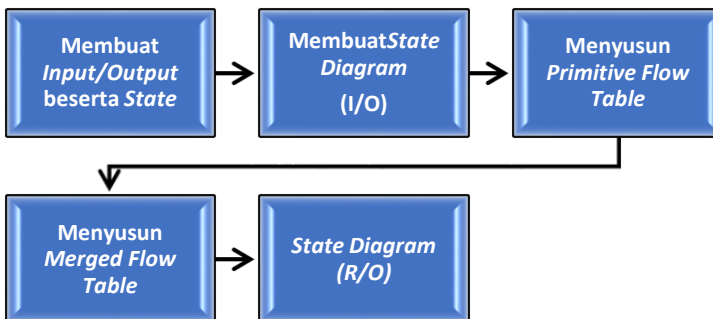 Membuat
Input/Output
beserta State
MembuatState
Diagram
(I/O)
Menyusun
Primitive Flow
Table
Menyusun
Merged Flow
Table
State Diagram
(R/O)